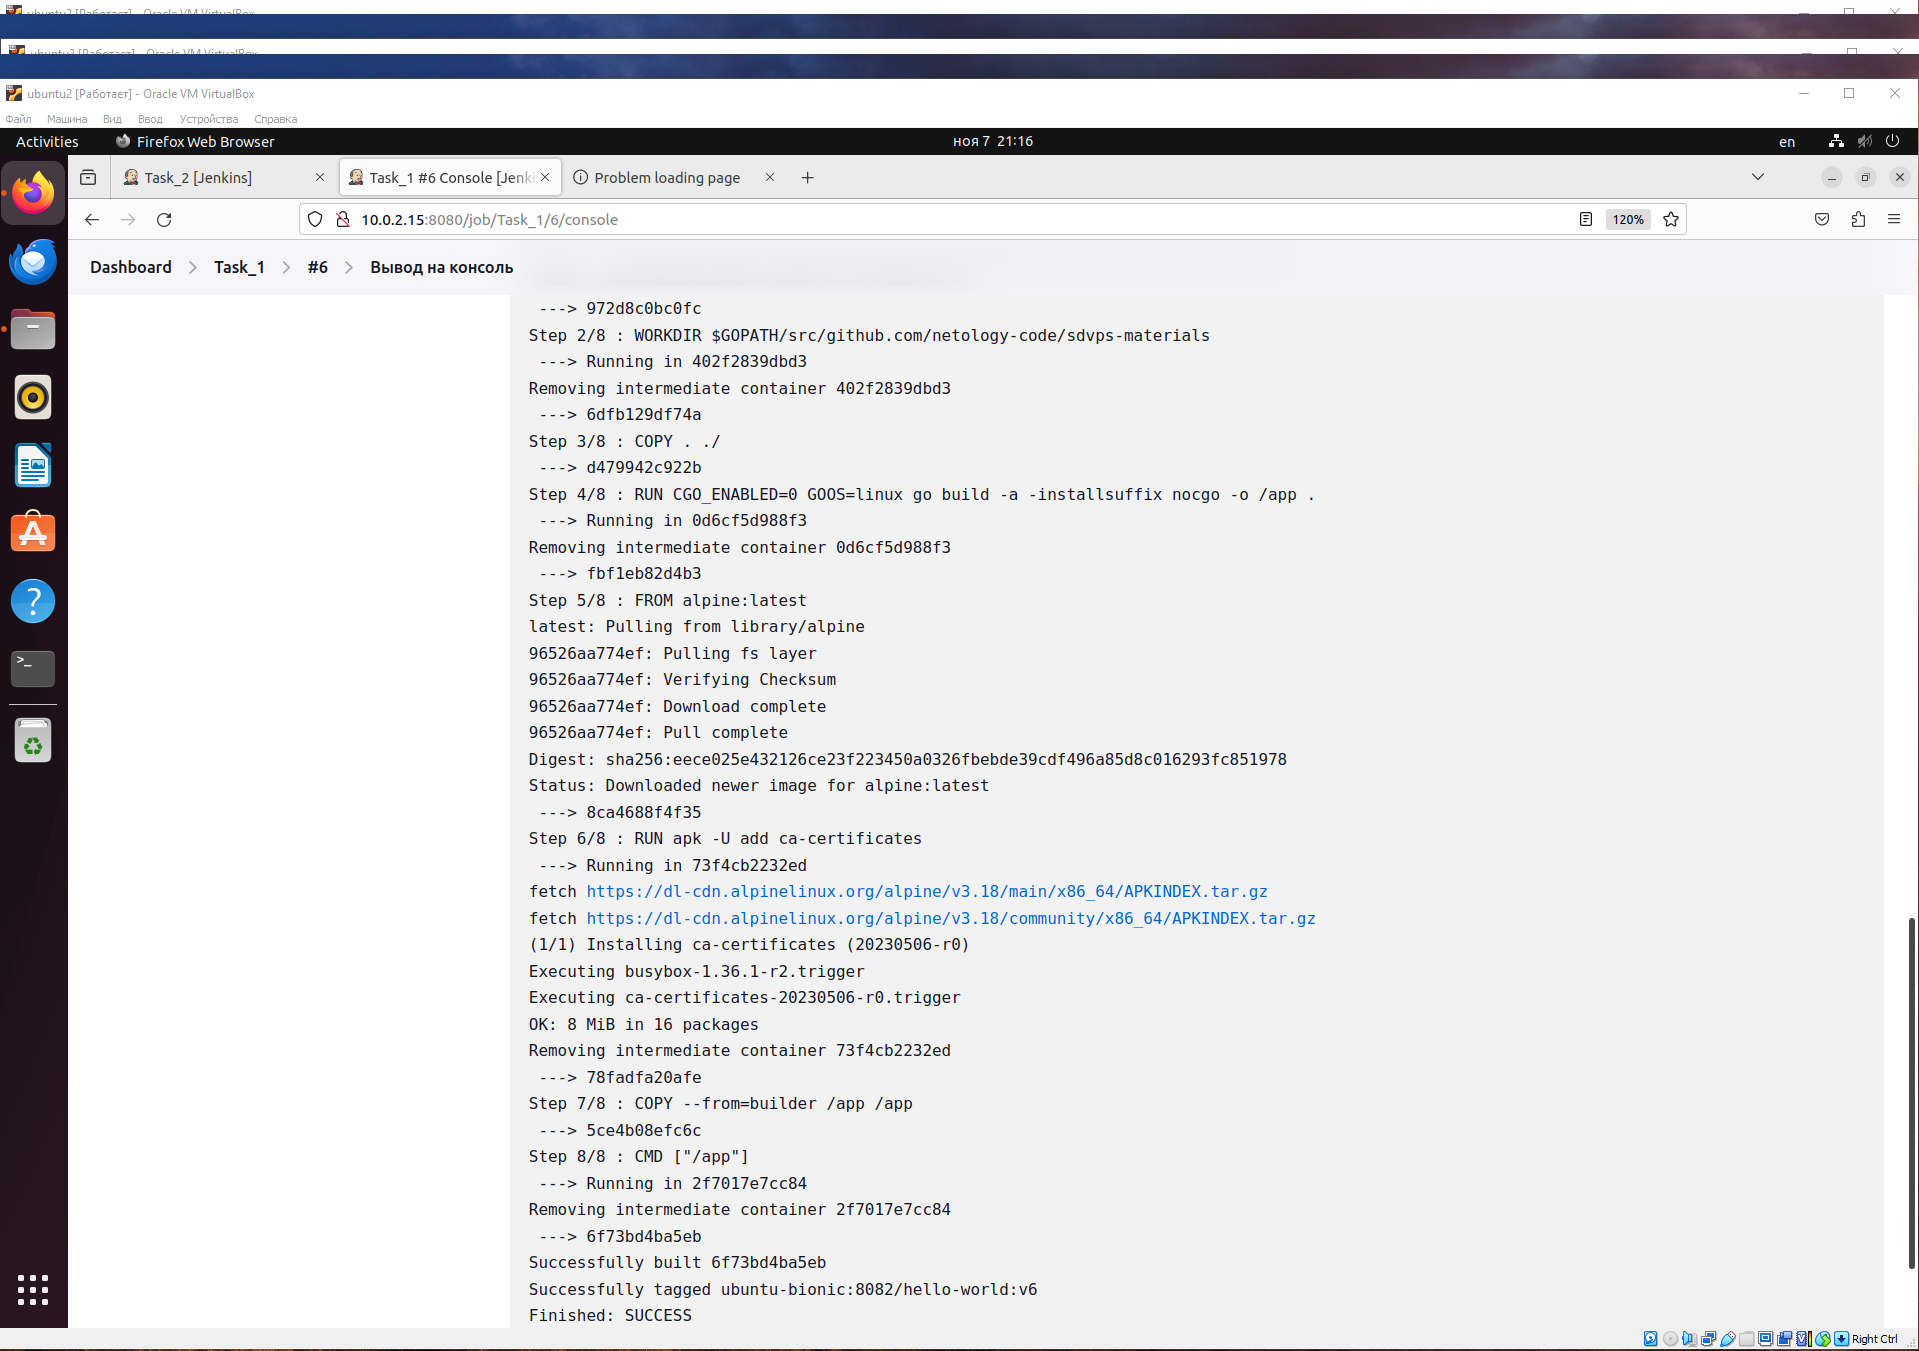 ubuntu2 [Работает] - Oracle VM VirtualBox
ubuntu2 [Работает] - Oracle VM VirtualBox
ubuntu2 [Работает] - Oracle VM VirtualBox
Файл Машина Вид Ввод Устройства Справка
Activities Firefox Web Browser ноя 7 21:16 en
Task_2 [Jenkins] Task_1 #6 Console [Jenki Problem loading page
10.0.2.15:8080/job/Task_1/6/console 120%
Dashboard Task_1 #6 Вывод на консоль
---> 972d8c0bc0fc
Step 2/8 : WORKDIR $GOPATH/src/github.com/netology-code/sdvps-materials
---> Running in 402f2839dbd3
Removing intermediate container 402f2839dbd3
---> 6dfb129df74a
Step 3/8 : COPY . ./
---> d479942c922b
Step 4/8 : RUN CGO_ENABLED=0 GOOS=linux go build -a -installsuffix nocgo -o /app .
---> Running in 0d6cf5d988f3
Removing intermediate container 0d6cf5d988f3
---> fbf1eb82d4b3
Step 5/8 : FROM alpine:latest
latest: Pulling from library/alpine
96526aa774ef: Pulling fs layer
96526aa774ef: Verifying Checksum
96526aa774ef: Download complete
96526aa774ef: Pull complete
Digest: sha256:eece025e432126ce23f223450a0326fbebde39cdf496a85d8c016293fc851978
Status: Downloaded newer image for alpine:latest
---> 8ca4688f4f35
Step 6/8 : RUN apk -U add ca-certificates
---> Running in 73f4cb2232ed
fetch https://dl-cdn.alpinelinux.org/alpine/v3.18/main/x86_64/APKINDEX.tar.gz
fetch https://dl-cdn.alpinelinux.org/alpine/v3.18/community/x86_64/APKINDEX.tar.gz
(1/1) Installing ca-certificates (20230506-r0)
Executing busybox-1.36.1-r2.trigger
Executing ca-certificates-20230506-r0.trigger
OK: 8 MiB in 16 packages
Removing intermediate container 73f4cb2232ed
---> 78fadfa20afe
Step 7/8 : COPY --from=builder /app /app
---> 5ce4b08efc6c
Step 8/8 : CMD ["/app"]
---> Running in 2f7017e7cc84
Removing intermediate container 2f7017e7cc84
---> 6f73bd4ba5eb
Successfully built 6f73bd4ba5eb
Successfully tagged ubuntu-bionic:8082/hello-world:v6
Finished: SUCCESS
Right Ctrl